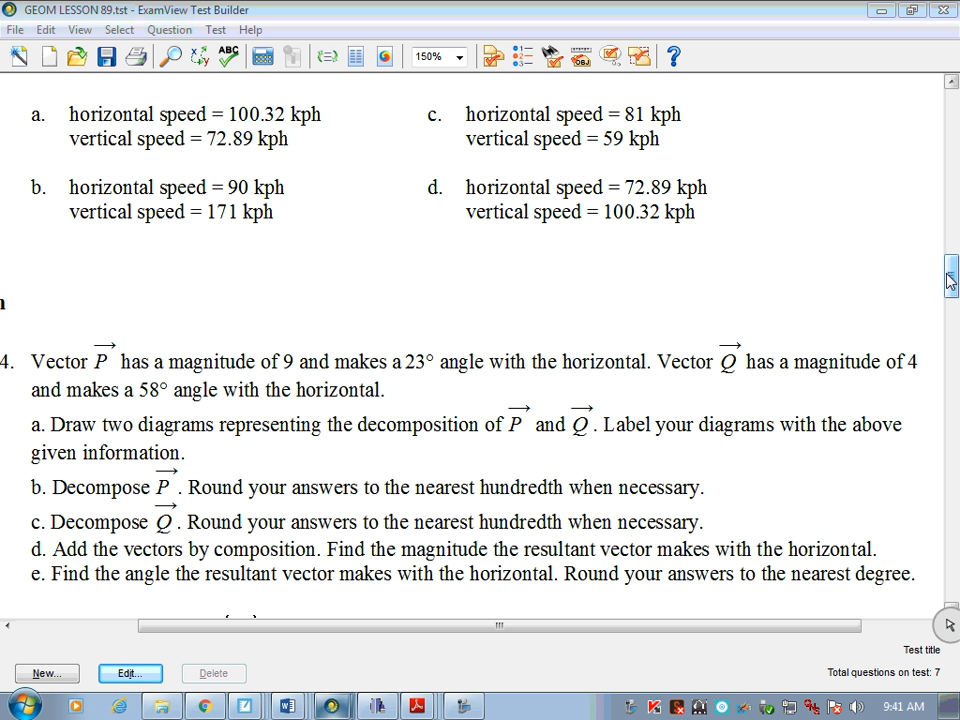 GEOM LESSON 89.tst - ExamView Test Builder
File Edit View Select Question Test Help
ABC 150% 1 2 3 OBJ ?
a. horizontal speed = 100.32 kph
vertical speed = 72.89 kph
c. horizontal speed = 81 kph
vertical speed = 59 kph
b. horizontal speed = 90 kph
vertical speed = 171 kph
d. horizontal speed = 72.89 kph
vertical speed = 100.32 kph
4. Vector P has a magnitude of 9 and makes a 23° angle with the horizontal. Vector Q has a magnitude of 4
and makes a 58° angle with the horizontal.
a. Draw two diagrams representing the decomposition of P and Q. Label your diagrams with the above
given information.
b. Decompose P. Round your answers to the nearest hundredth when necessary.
c. Decompose Q. Round your answers to the nearest hundredth when necessary.
d. Add the vectors by composition. Find the magnitude the resultant vector makes with the horizontal.
e. Find the angle the resultant vector makes with the horizontal. Round your answers to the nearest degree.
Test title
New... Edit... Delete
Total questions on test: 7
9:41 AM